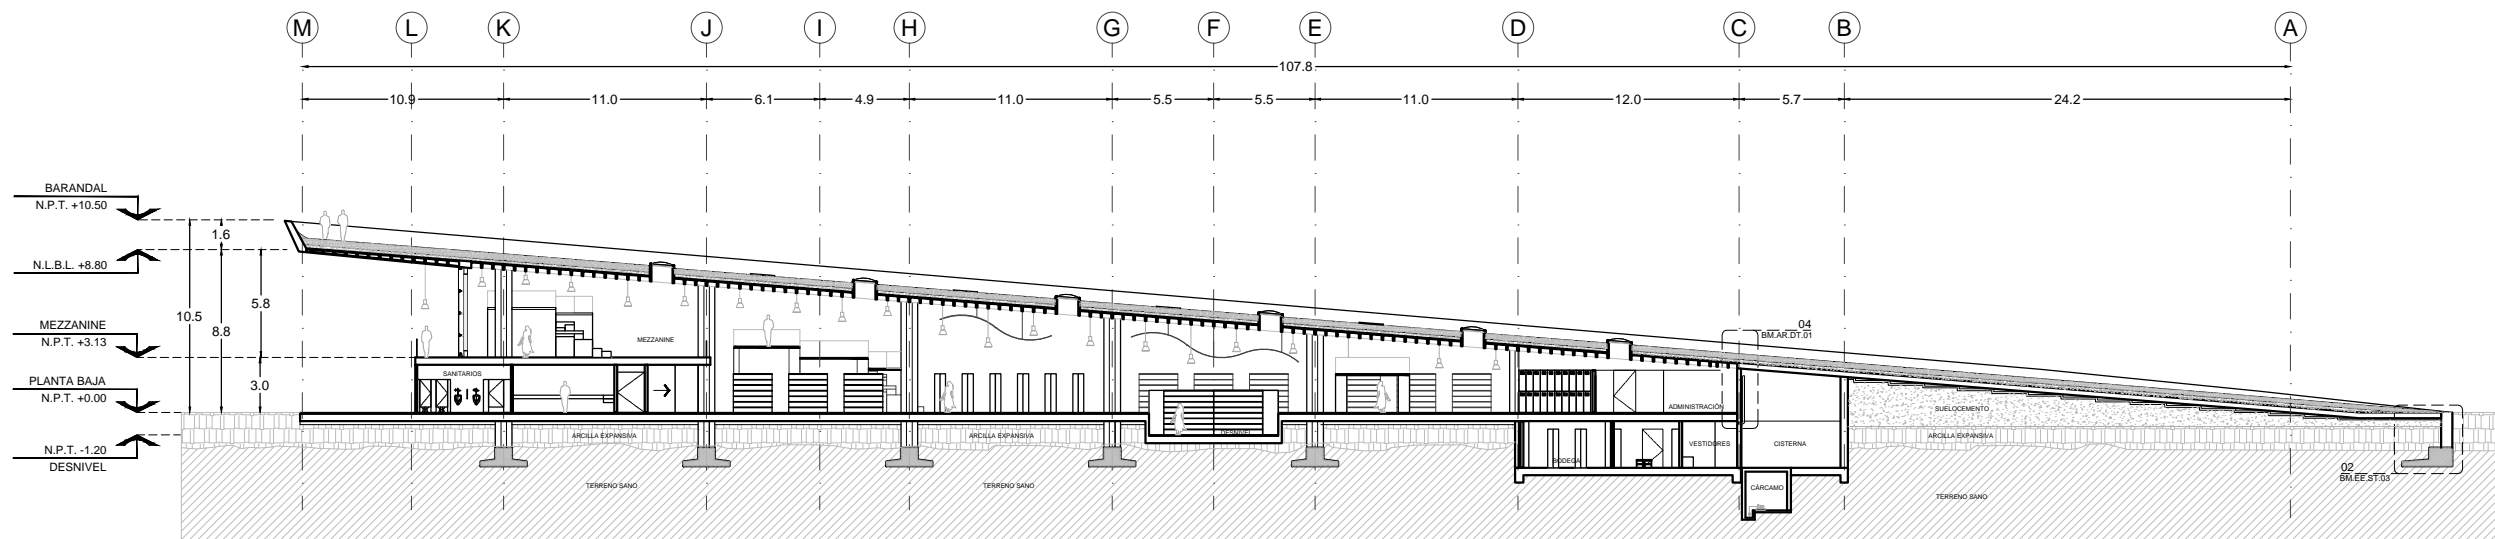 M L K J I H G F E D C B A
107.8
10.9 11.0 6.1 4.9 11.0 5.5 5.5 11.0 12.0 5.7 24.2
BARANDAL
N.P.T. +10.50
1.6
N.L.B.L. +8.80
5.8
10.5
8.8
MEZZANINE
N.P.T. +3.13
04
BM.AR.DT.01
MEZZANINE
SANITARIOS
PLANTA BAJA
N.P.T. +0.00
3.0
ADMINISTRACIÓN
SUELOCEMENTO
DESNIVEL
ARCILLA EXPANSIVA
ARCILLA EXPANSIVA
ARCILLA EXPANSIVA
N.P.T. -1.20
DESNIVEL
VESTIDORES
CISTERNA
BODEGA
02
BM.EE.ST.03
TERRENO SANO
TERRENO SANO
CÁRCAMO
TERRENO SANO